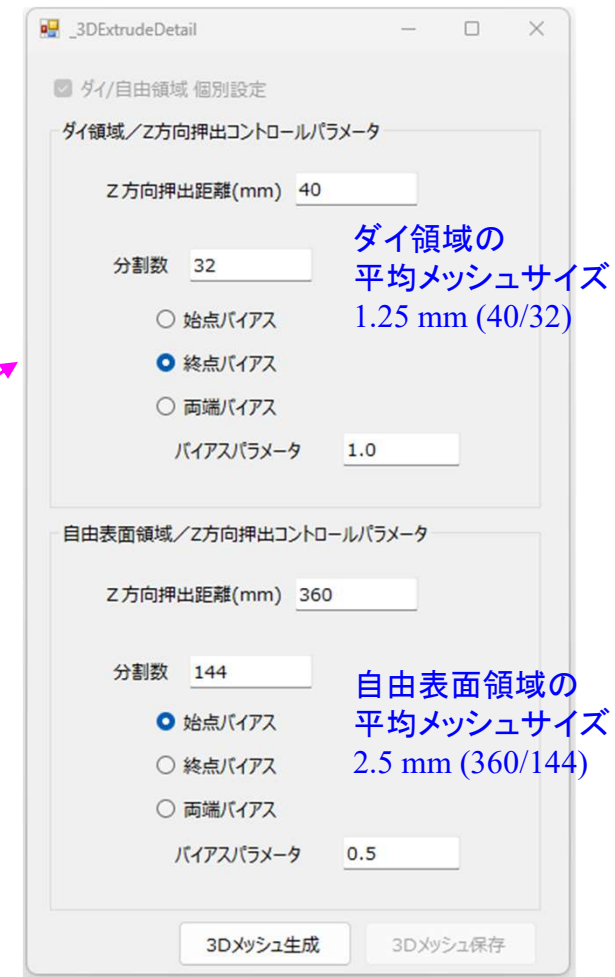 _3DExtrudeDetail
ダイ/自由領域 個別設定
ダイ領域／Z方向押出コントロールパラメータ
Z方向押出距離(mm) 40
分割数 32
始点バイアス
終点バイアス
両端バイアス
バイアスパラメータ 1.0
ダイ領域の
平均メッシュサイズ
1.25 mm (40/32)
自由表面領域／Z方向押出コントロールパラメータ
Z方向押出距離(mm) 360
分割数 144
始点バイアス
終点バイアス
両端バイアス
バイアスパラメータ 0.5
自由表面領域の
平均メッシュサイズ
2.5 mm (360/144)
3Dメッシュ生成
3Dメッシュ保存